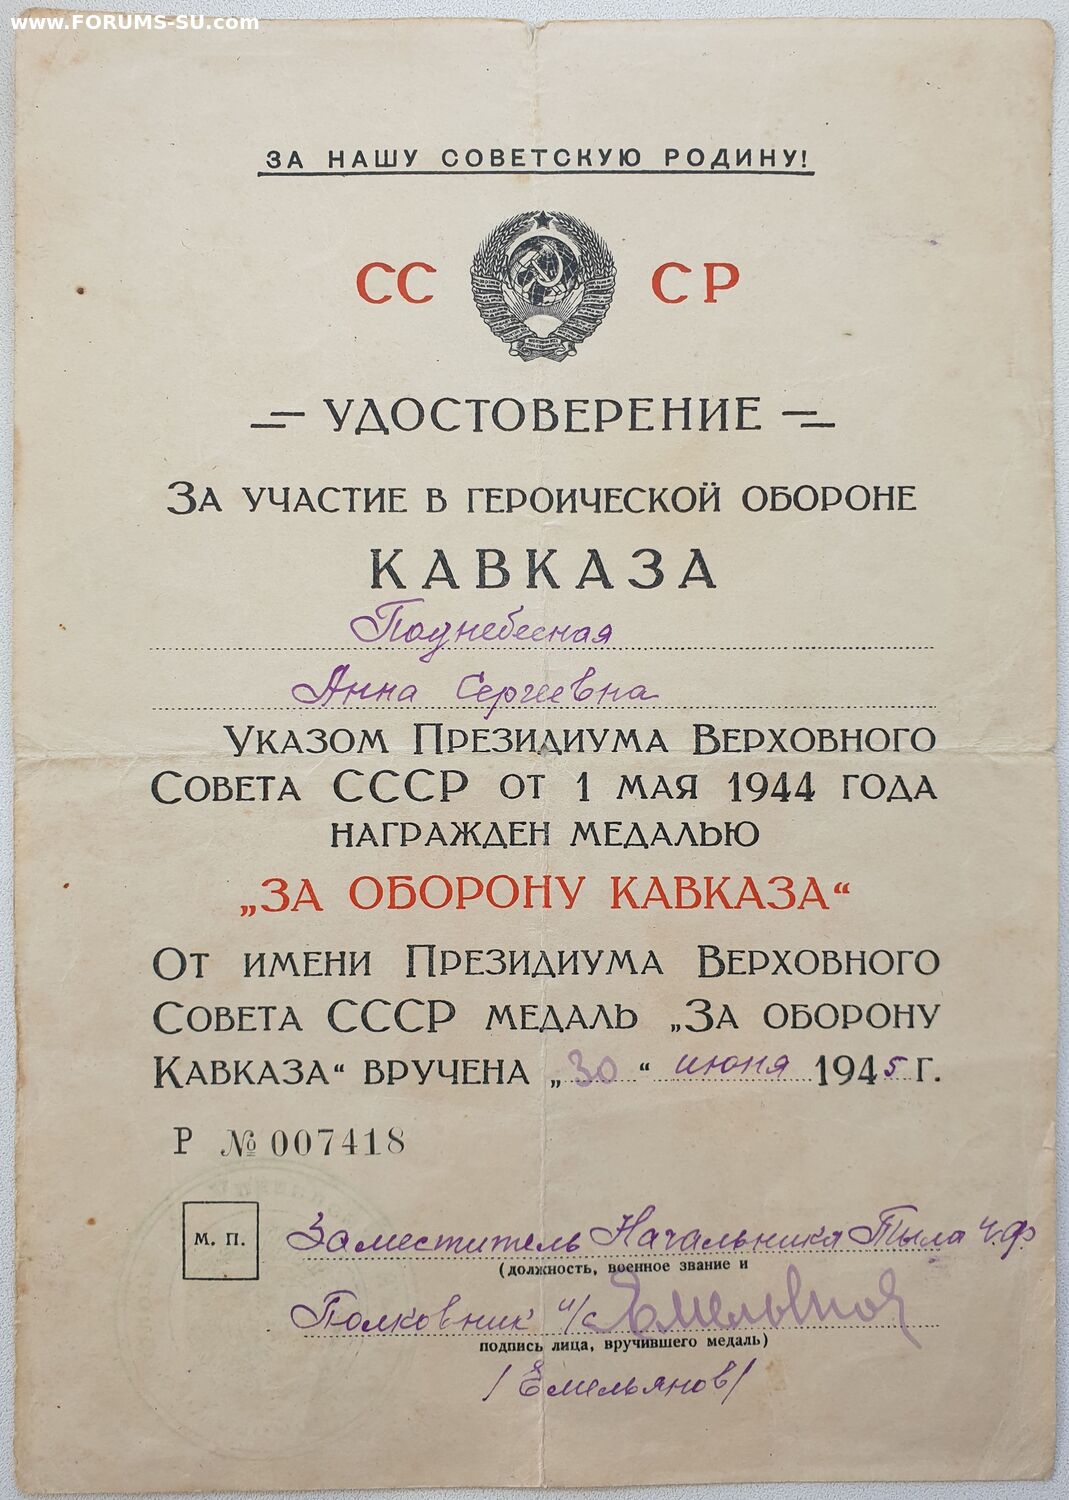 www.FORUMS-SU.com
ЗА НАШУ СОВЕТСКУЮ РОДИНУ!
СС СР
УДОСТОВЕРЕНИЕ
ЗА УЧАСТИЕ В ГЕРОИЧЕСКОЙ ОБОРОНЕ
КАВКАЗА
Поднебесная
Анна Сергеевна
УКАЗОМ ПРЕЗИДИУМА ВЕРХОВНОГО
СОВЕТА СССР ОТ 1 МАЯ 1944 ГОДА
НАГРАЖДЕН МЕДАЛЬЮ
„ЗА ОБОРОНУ КАВКАЗА“
ОТ ИМЕНИ ПРЕЗИДИУМА ВЕРХОВНОГО
СОВЕТА СССР МЕДАЛЬ „ЗА ОБОРОНУ
КАВКАЗА“ ВРУЧЕНА „30“ июня 1945 Г.
Р № 007418
М. П.
Заместитель Начальника Тыла ЧФ
(должность, военное звание и
Полковник и/с Емельянов
подпись лица, вручившего медаль)
/Емельянов/